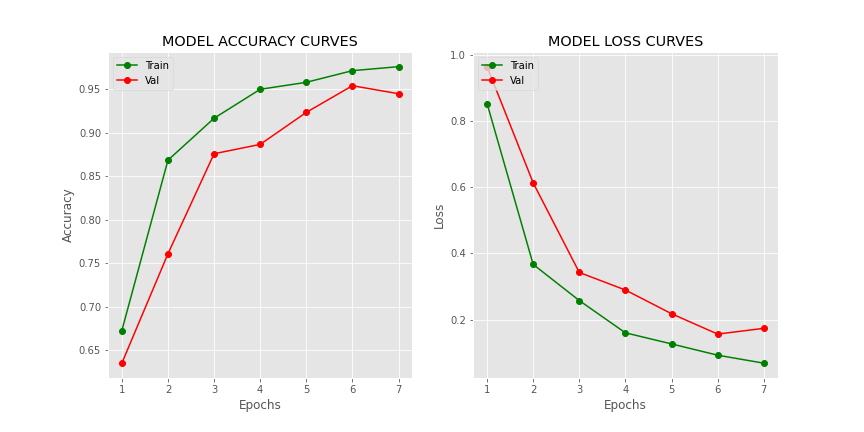 MODEL ACCURACY CURVES
Train
Val
0.95
0.90
0.85
0.80
0.75
0.70
0.65
Accuracy
1 2 3 4 5 6 7
Epochs
MODEL LOSS CURVES
Train
Val
1.0
0.8
0.6
0.4
0.2
Loss
1 2 3 4 5 6 7
Epochs